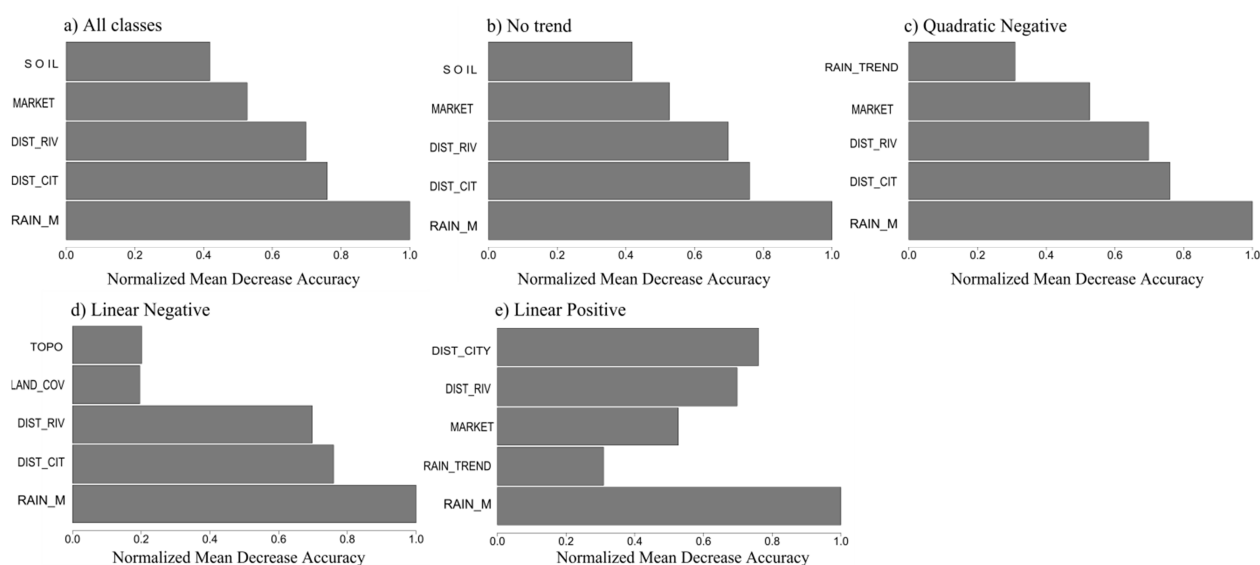 a) All classes
S O I L
MARKET
DIST_RIV
DIST_CIT
RAIN_M
0.0 0.2 0.4 0.6 0.8 1.0
Normalized Mean Decrease Accuracy
b) No trend
S O IL
MARKET
DIST_RIV
DIST_CIT
RAIN_M
0.0 0.2 0.4 0.6 0.8 1.0
Normalized Mean Decrease Accuracy
c) Quadratic Negative
RAIN_TREND
MARKET
DIST_RIV
DIST_CIT
RAIN_M
0.0 0.2 0.4 0.6 0.8 1.0
Normalized Mean Decrease Accuracy
d) Linear Negative
TOPO
LAND_COV
DIST_RIV
DIST_CIT
RAIN_M
0.0 0.2 0.4 0.6 0.8 1.0
Normalized Mean Decrease Accuracy
e) Linear Positive
DIST_CITY
DIST_RIV
MARKET
RAIN_TREND
RAIN_M
0.0 0.2 0.4 0.6 0.8 1.0
Normalized Mean Decrease Accuracy